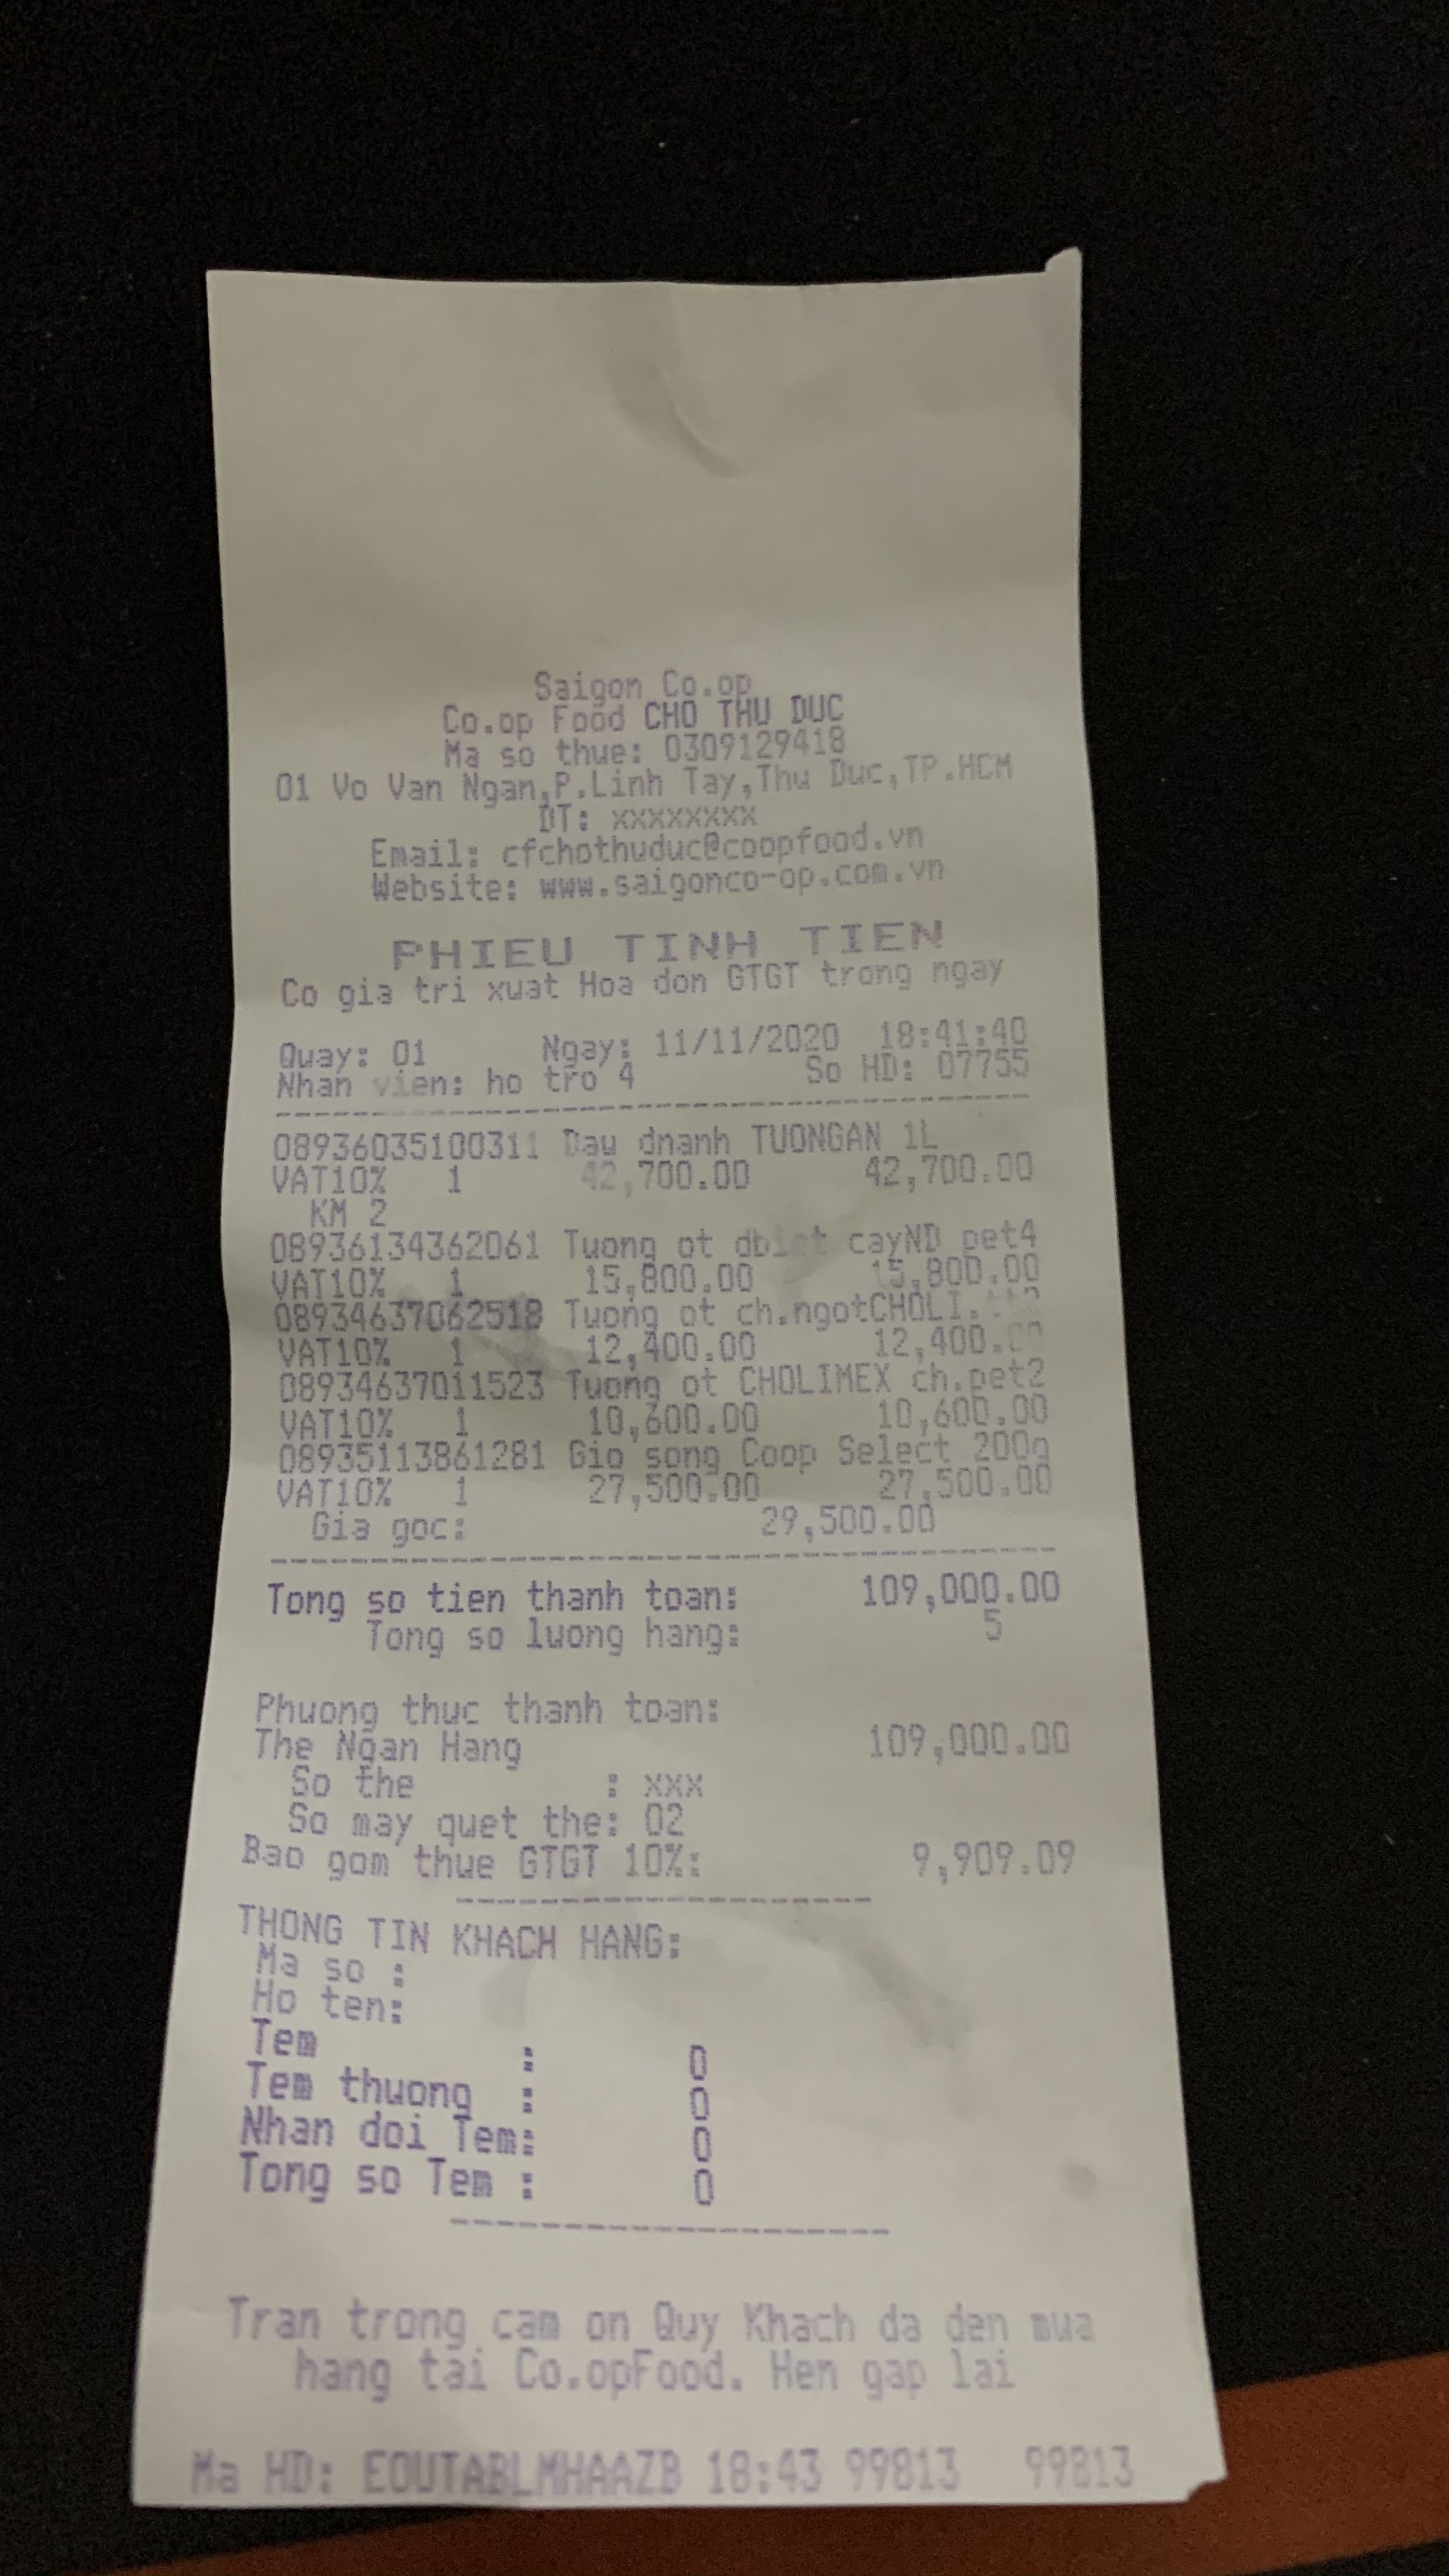 Saigon Co.op
Co.op Food CHO THU DUC
Ma so thue: 0309129418
01 Vo Van Ngan,P.Linh Tay,Thu Duc,TP.HCM
DT: xxxxxxxx
Email: cfchothuduc@coopfood.vn
Website: www.saigonco-op.com.vn
PHIEU TINH TIEN
Co gia tri xuat Hoa don GTGT trong ngay
Quay: 01 Ngay: 11/11/2020 18:41:40
Nhan vien: ho tro 4 So HD: 07755
08936035100311 Dau dnanh TUONGAN 1L
VAT10% 1 42,700.00 42,700.00
KM 2
08936134362061 Tuong ot dbiet cayND pet4
VAT10% 1 15,800.00 15,800.00
08934637062518 Tuong ot ch.ngotCHOLI.
VAT10% 1 12,400.00 12,400.00
08934637011523 Tuong ot CHOLIMEX ch.pet2
VAT10% 1 10,600.00 10,600.00
08935113861281 Gio song Coop Select 200g
VAT10% 1 27,500.00 27,500.00
Gia goc: 29,500.00
Tong so tien thanh toan: 109,000.00
Tong so luong hang: 5
Phuong thuc thanh toan:
The Ngan Hang 109,000.00
So the : xxx
So may quet the: 02
Bao gom thue GTGT 10%: 9,909.09
THONG TIN KHACH HANG:
Ma so :
Ho ten:
Tem : 0
Tem thuong : 0
Nhan doi Tem: 0
Tong so Tem : 0
Tran trong cam on Quy Khach da den mua
hang tai Co.opFood. Hen gap lai
Ma HD: EOUTABLMHAAZB 18:43 99813 99813